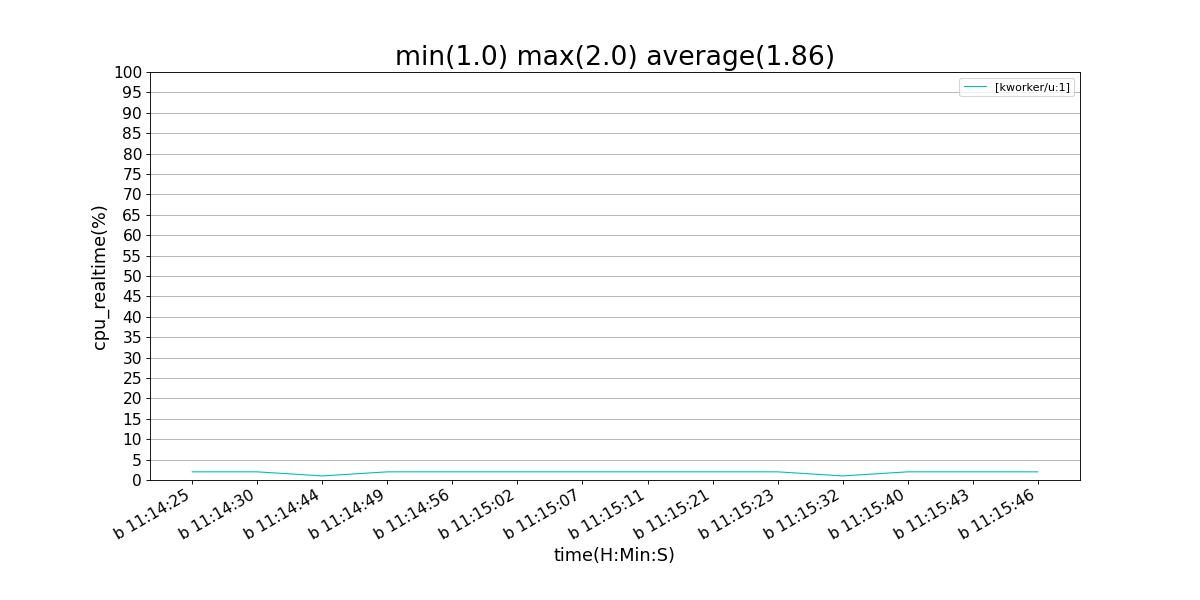 min(1.0) max(2.0) average(1.86)
[kworker/u:1]
cpu_realtime(%)
100
95
90
85
80
75
70
65
60
55
50
45
40
35
30
25
20
15
10
5
0
b 11:14:25
b 11:14:30
b 11:14:44
b 11:14:49
b 11:14:56
b 11:15:02
b 11:15:07
b 11:15:11
b 11:15:21
b 11:15:23
b 11:15:32
b 11:15:40
b 11:15:43
b 11:15:46
time(H:Min:S)